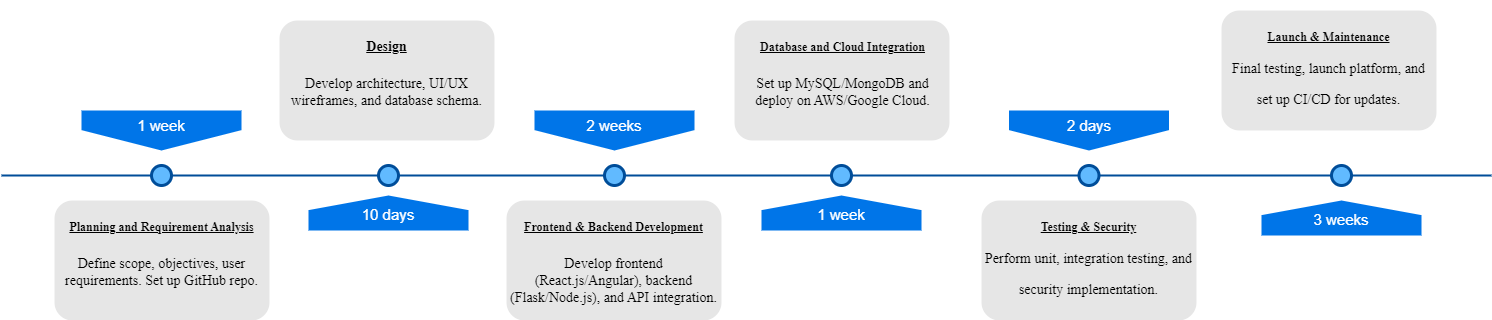 1 week
Planning and Requirement Analysis
Define scope, objectives, user
requirements. Set up GitHub repo.
Design
Develop architecture, UI/UX
wireframes, and database schema.
10 days
2 weeks
Frontend & Backend Development
Develop frontend
(React.js/Angular), backend
(Flask/Node.js), and API integration.
Database and Cloud Integration
Set up MySQL/MongoDB and
deploy on AWS/Google Cloud.
1 week
2 days
Testing & Security
Perform unit, integration testing, and
security implementation.
Launch & Maintenance
Final testing, launch platform, and
set up CI/CD for updates.
3 weeks